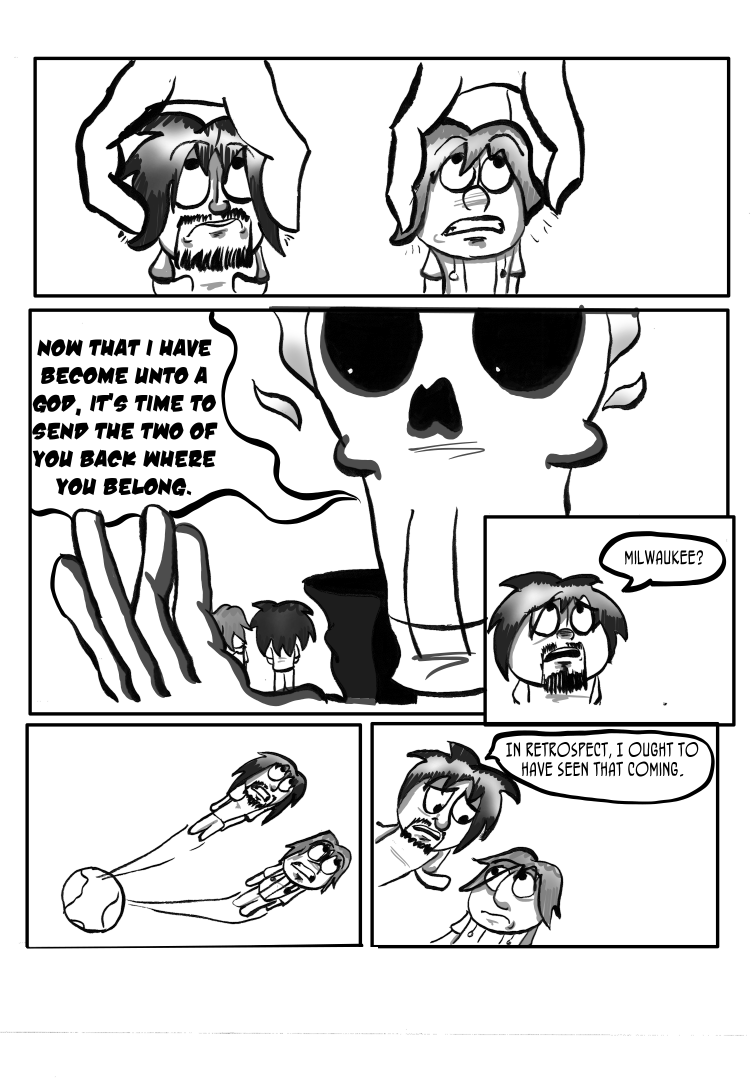 NOW THAT I HAVE
BECOME UNTO A
GOD, IT'S TIME TO
SEND THE TWO OF
YOU BACK WHERE
YOU BELONG.
MILWAUKEE?
IN RETROSPECT, I OUGHT TO
HAVE SEEN THAT COMING.